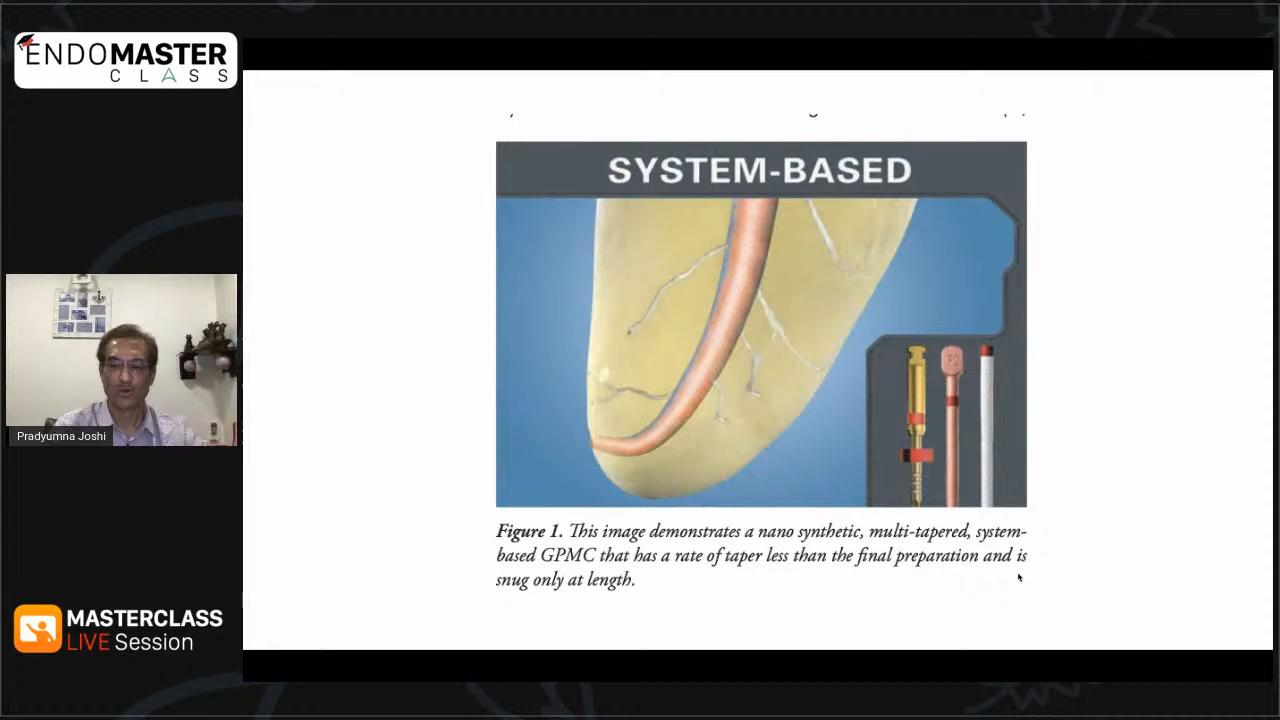 ENDOMASTER
CLASS
SYSTEM-BASED
F2
Figure 1. This image demonstrates a nano synthetic, multi-tapered, system-
based GPMC that has a rate of taper less than the final preparation and is
snug only at length.
Pradyumna Joshi
MASTERCLASS
LIVE Session